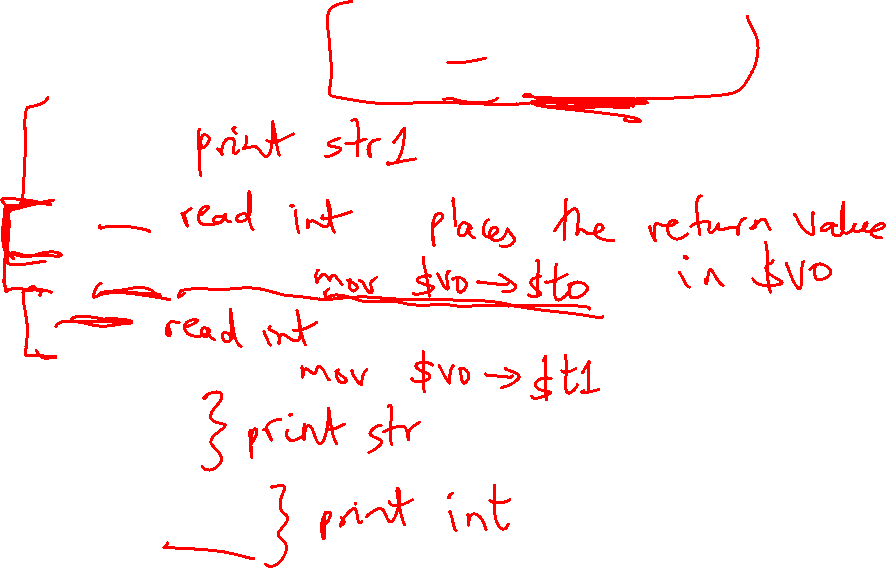 print str1
read int places the return value
in $v0
mov $v0→$t0
read int
mov $v0→$t1
} print str
} print int